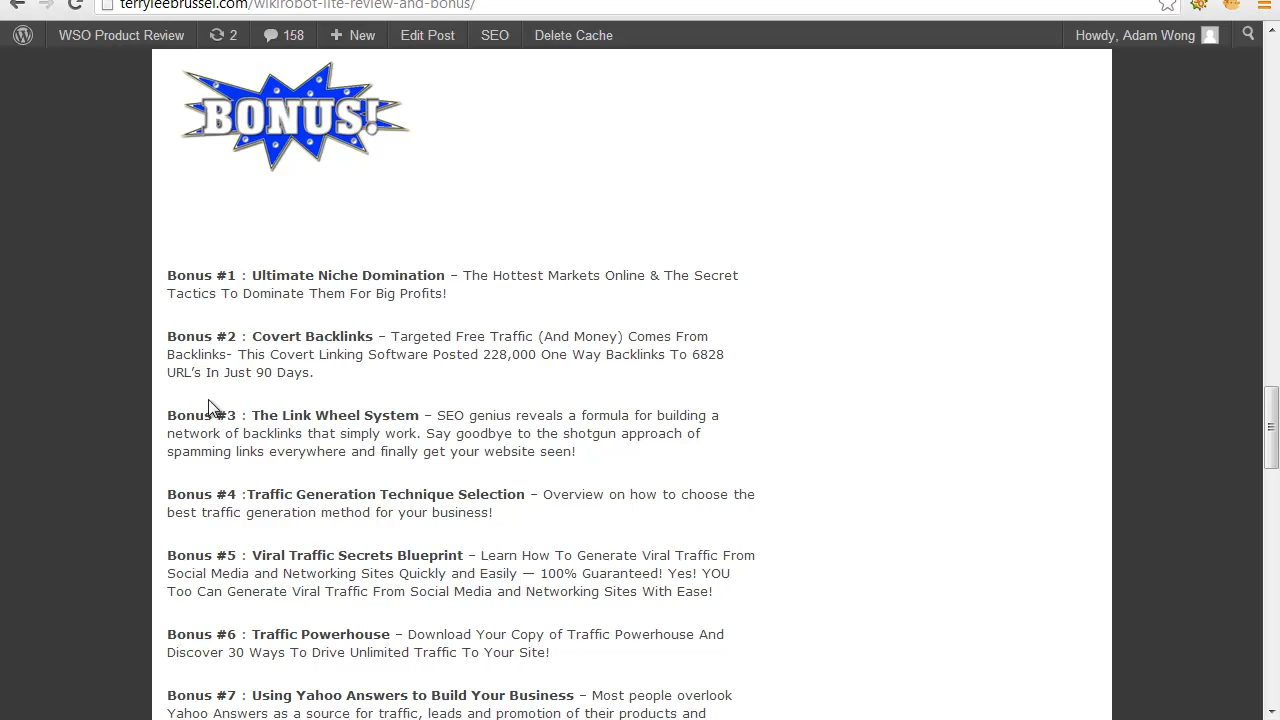 terryleebrussel.com/wikirobot-lite-review-and-bonus/
WSO Product Review 2 158 New Edit Post SEO Delete Cache Howdy, Adam Wong
BONUS!
Bonus #1 : Ultimate Niche Domination – The Hottest Markets Online & The Secret
Tactics To Dominate Them For Big Profits!
Bonus #2 : Covert Backlinks – Targeted Free Traffic (And Money) Comes From
Backlinks- This Covert Linking Software Posted 228,000 One Way Backlinks To 6828
URL’s In Just 90 Days.
Bonus #3 : The Link Wheel System – SEO genius reveals a formula for building a
network of backlinks that simply work. Say goodbye to the shotgun approach of
spamming links everywhere and finally get your website seen!
Bonus #4 :Traffic Generation Technique Selection – Overview on how to choose the
best traffic generation method for your business!
Bonus #5 : Viral Traffic Secrets Blueprint – Learn How To Generate Viral Traffic From
Social Media and Networking Sites Quickly and Easily — 100% Guaranteed! Yes! YOU
Too Can Generate Viral Traffic From Social Media and Networking Sites With Ease!
Bonus #6 : Traffic Powerhouse – Download Your Copy of Traffic Powerhouse And
Discover 30 Ways To Drive Unlimited Traffic To Your Site!
Bonus #7 : Using Yahoo Answers to Build Your Business – Most people overlook
Yahoo Answers as a source for traffic, leads and promotion of their products and